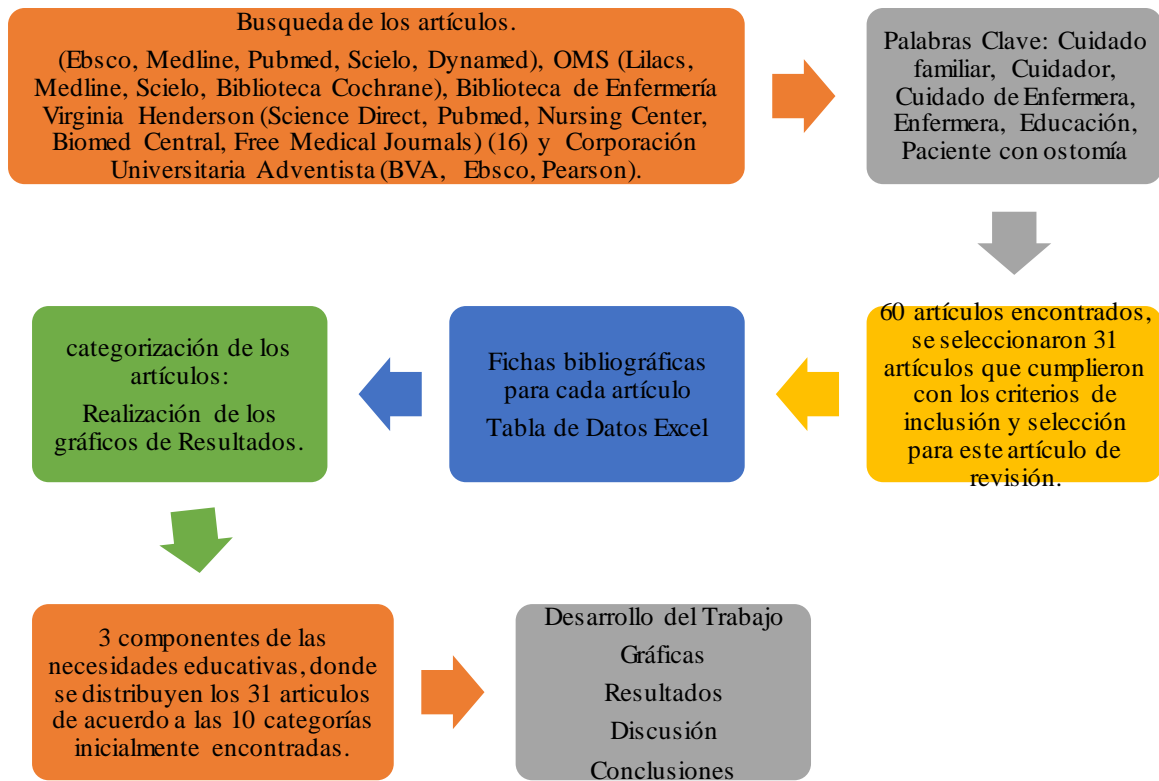 Busqueda de los artículos.
(Ebsco, Medline, Pubmed, Scielo, Dynamed), OMS (Lilacs,
Medline, Scielo, Biblioteca Cochrane), Biblioteca de Enfermería
Virginia Henderson (Science Direct, Pubmed, Nursing Center,
Biomed Central, Free Medical Journals) (16) y Corporación
Universitaria Adventista (BVA, Ebsco, Pearson).
Palabras Clave: Cuidado
familiar, Cuidador,
Cuidado de Enfermera,
Enfermera, Educación,
Paciente con ostomía
60 artículos encontrados,
se seleccionaron 31
artículos que cumplieron
con los criterios de
inclusión y selección
para este artículo de
revisión.
Fichas bibliográficas
para cada artículo
Tabla de Datos Excel
categorización de los
artículos:
Realización de los
gráficos de Resultados.
3 componentes de las
necesidades educativas, donde
se distribuyen los 31 articulos
de acuerdo a las 10 categorías
inicialmente encontradas.
Desarrollo del Trabajo
Gráficas
Resultados
Discusión
Conclusiones